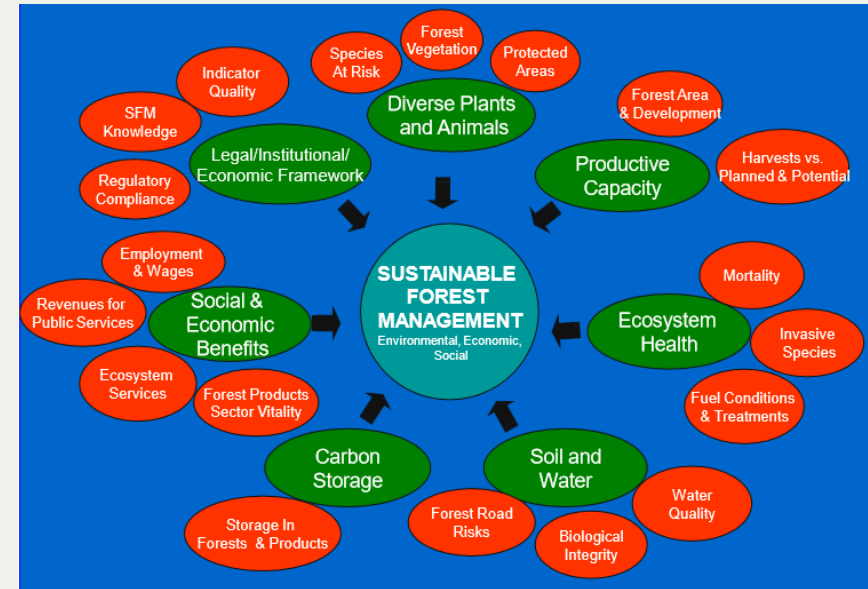 Forest
Vegetation
Species
At Risk
Protected
Areas
Diverse Plants
and Animals
Indicator
Quality
SFM
Knowledge
Regulatory
Compliance
Legal/Institutional/
Economic Framework
Forest Area
& Development
Harvests vs.
Planned & Potential
Productive
Capacity
SUSTAINABLE
FOREST
MANAGEMENT
Environmental, Economic,
Social
Employment
& Wages
Revenues for
Public Services
Ecosystem
Services
Forest Products
Sector Vitality
Social &
Economic
Benefits
Mortality
Invasive
Species
Fuel Conditions
& Treatments
Ecosystem
Health
Carbon
Storage
Storage In
Forests & Products
Soil and
Water
Forest Road
Risks
Biological
Integrity
Water
Quality